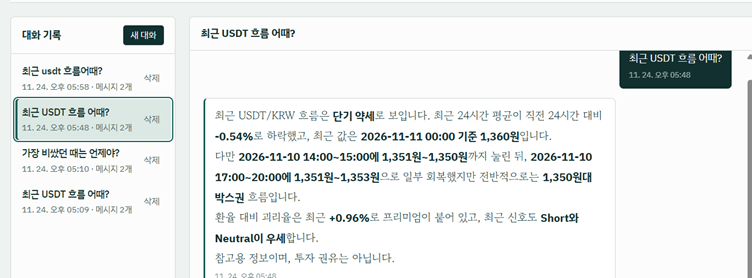 대화 기록
새 대화
최근 usdt 흐름어때?
11. 24. 오후 05:58 · 메시지 2개
삭제
최근 USDT 흐름 어때?
11. 24. 오후 05:48 · 메시지 2개
삭제
가장 비쌌던 때는 언제야?
11. 24. 오후 05:10 · 메시지 2개
삭제
최근 USDT 흐름 어때?
11. 24. 오후 05:09 · 메시지 2개
삭제
최근 USDT 흐름 어때?
최근 USDT 흐름 어때?
11. 24. 오후 05:48
최근 USDT/KRW 흐름은 단기 약세로 보입니다. 최근 24시간 평균이 직전 24시간 대비
-0.54%로 하락했고, 최근 값은 2026-11-11 00:00 기준 1,360원입니다.
다만 2026-11-10 14:00~15:00에 1,351원~1,350원까지 눌린 뒤, 2026-11-10
17:00~20:00에 1,351원~1,353원으로 일부 회복했지만 전반적으로는 1,350원대
박스권 흐름입니다.
환율 대비 괴리율은 최근 +0.96%로 프리미엄이 붙어 있고, 최근 신호도 Short와
Neutral이 우세합니다.
참고용 정보이며, 투자 권유는 아닙니다.
11. 24. 오후 05:48